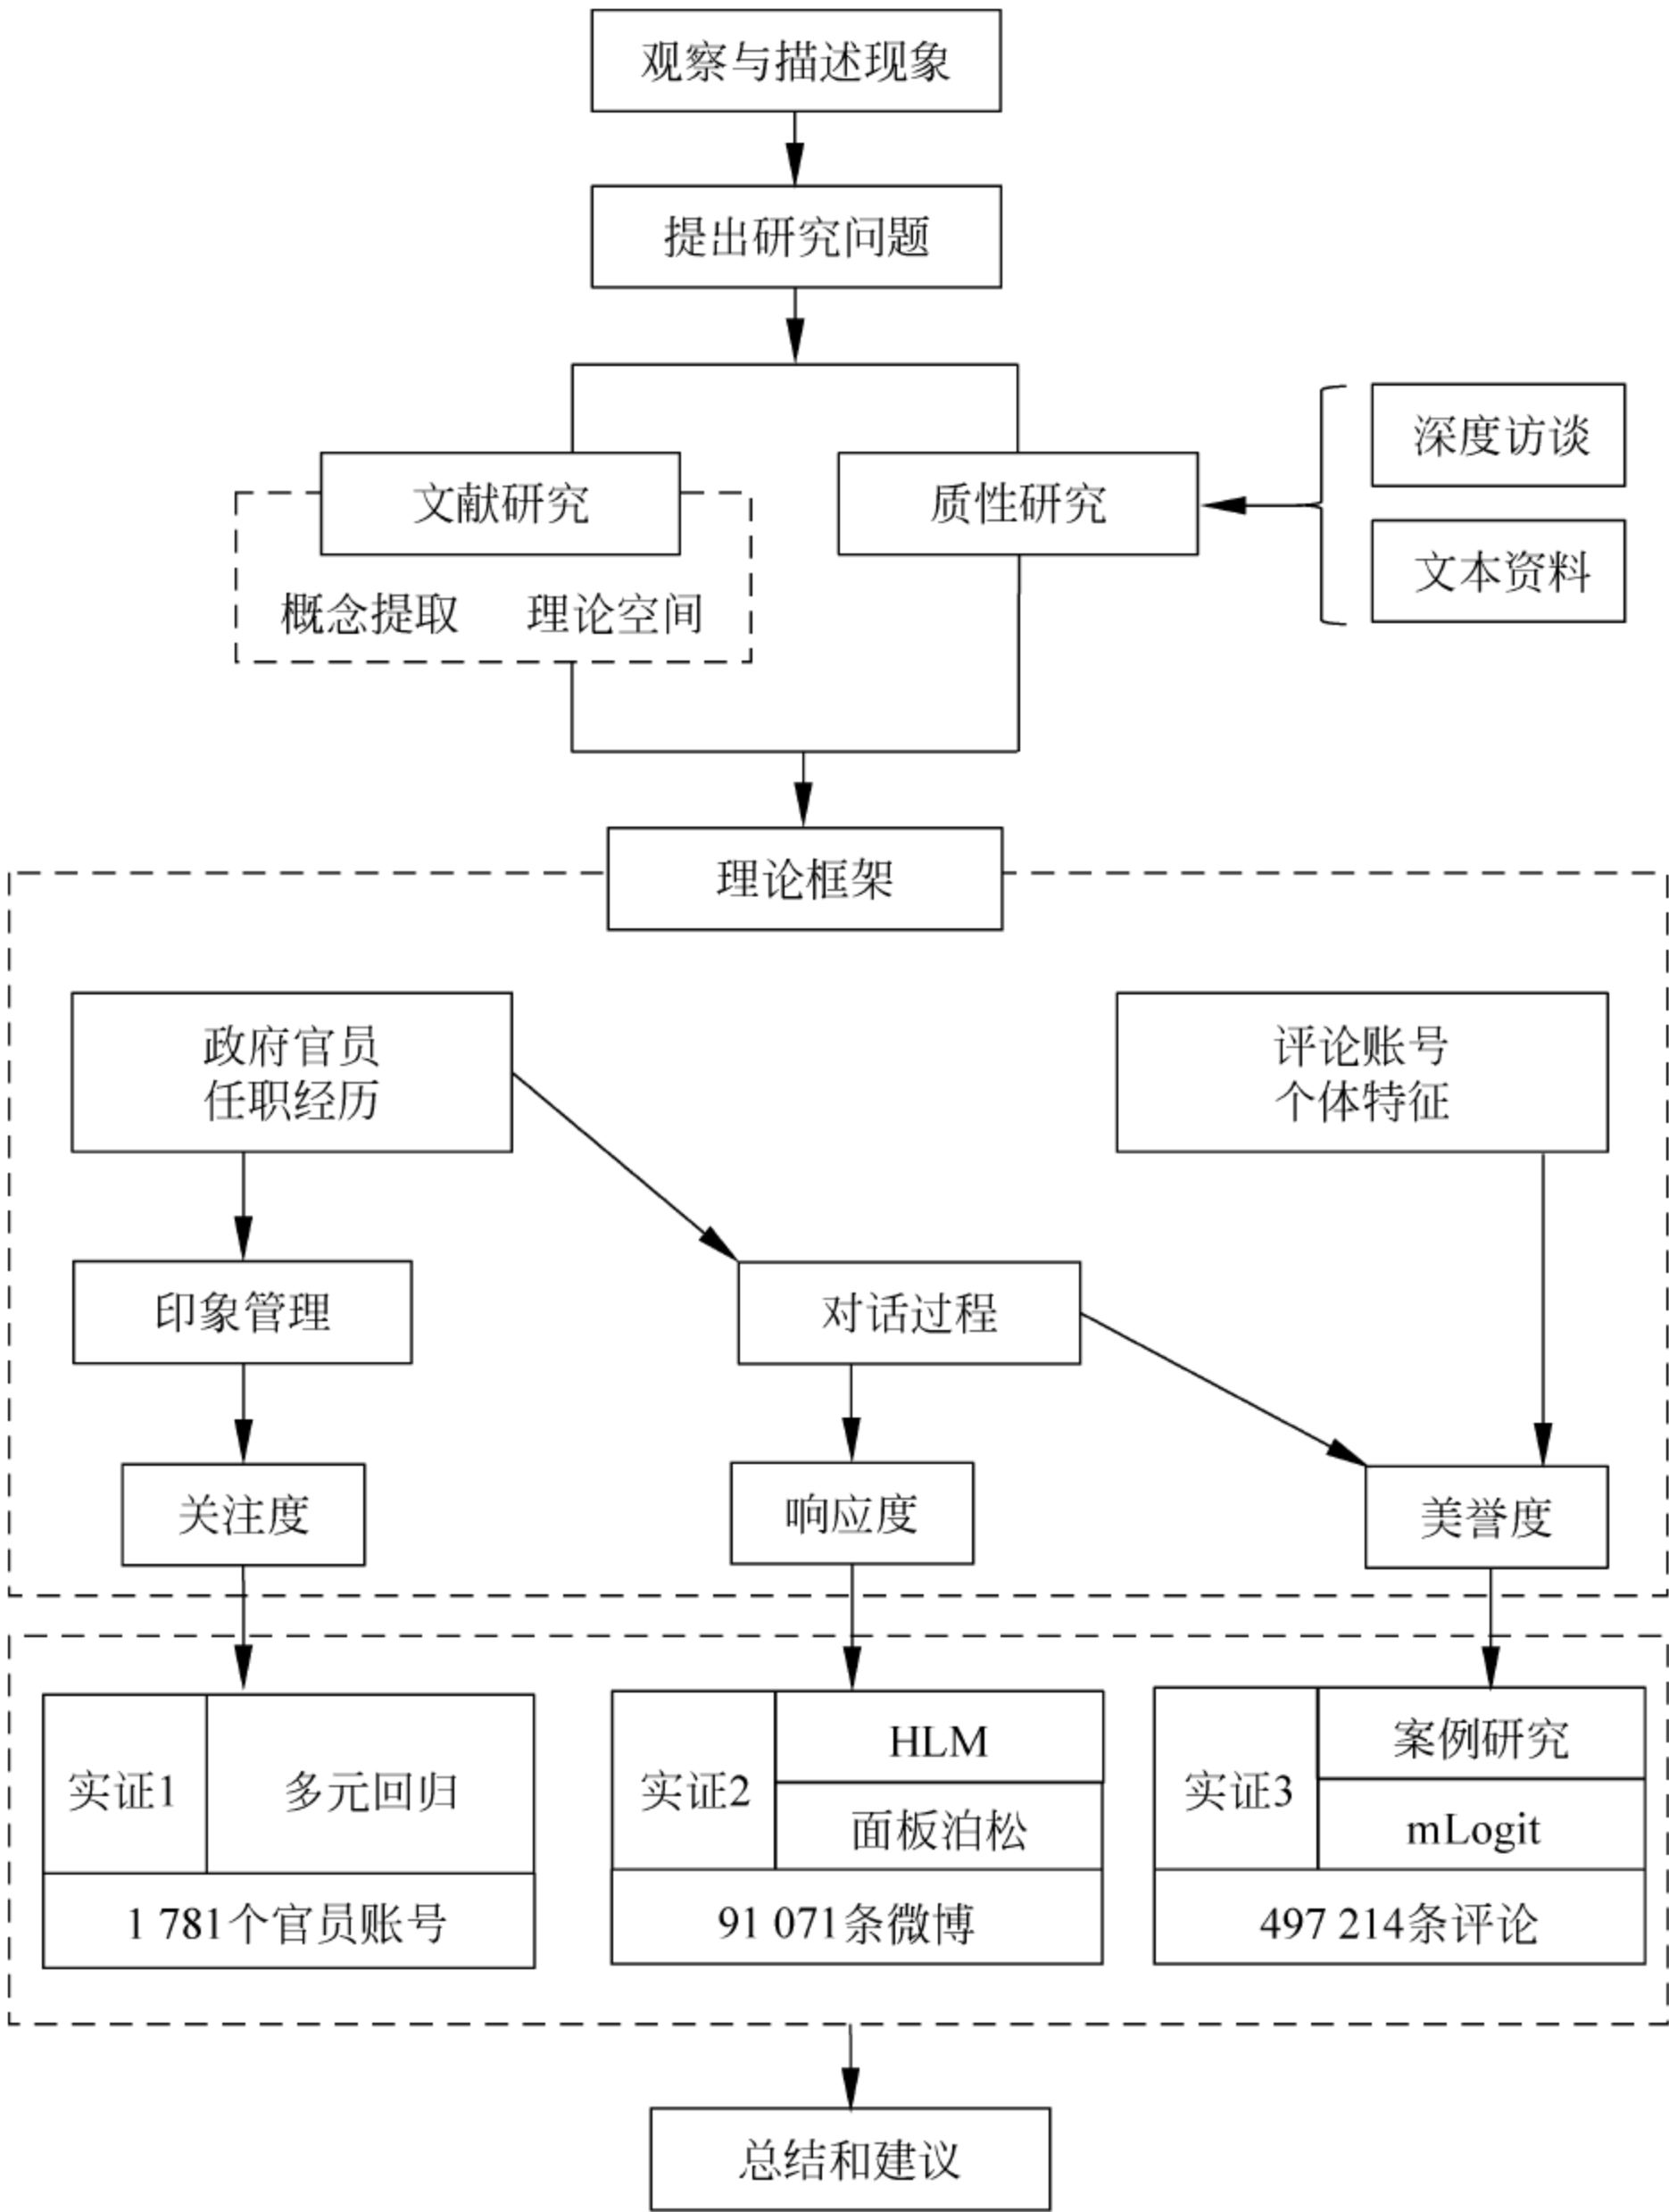 观察与描述现象
提出研究问题
文献研究
质性研究
深度访谈
文本资料
概念提取
理论空间
理论框架
政府官员
任职经历
评论账号
个体特征
印象管理
对话过程
关注度
响应度
美誉度
实证1
多元回归
1 781个官员账号
实证2
HLM
面板泊松
91 071条微博
实证3
案例研究
mLogit
497 214条评论
总结和建议